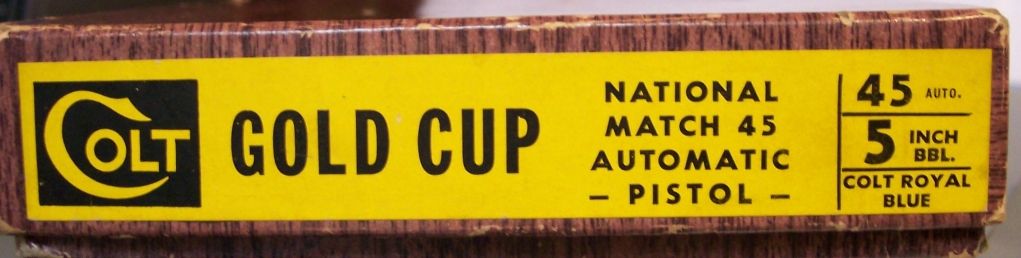 COLT
GOLD CUP
NATIONAL
MATCH 45
AUTOMATIC
– PISTOL –
45 AUTO.
5 INCH
BBL.
COLT ROYAL
BLUE